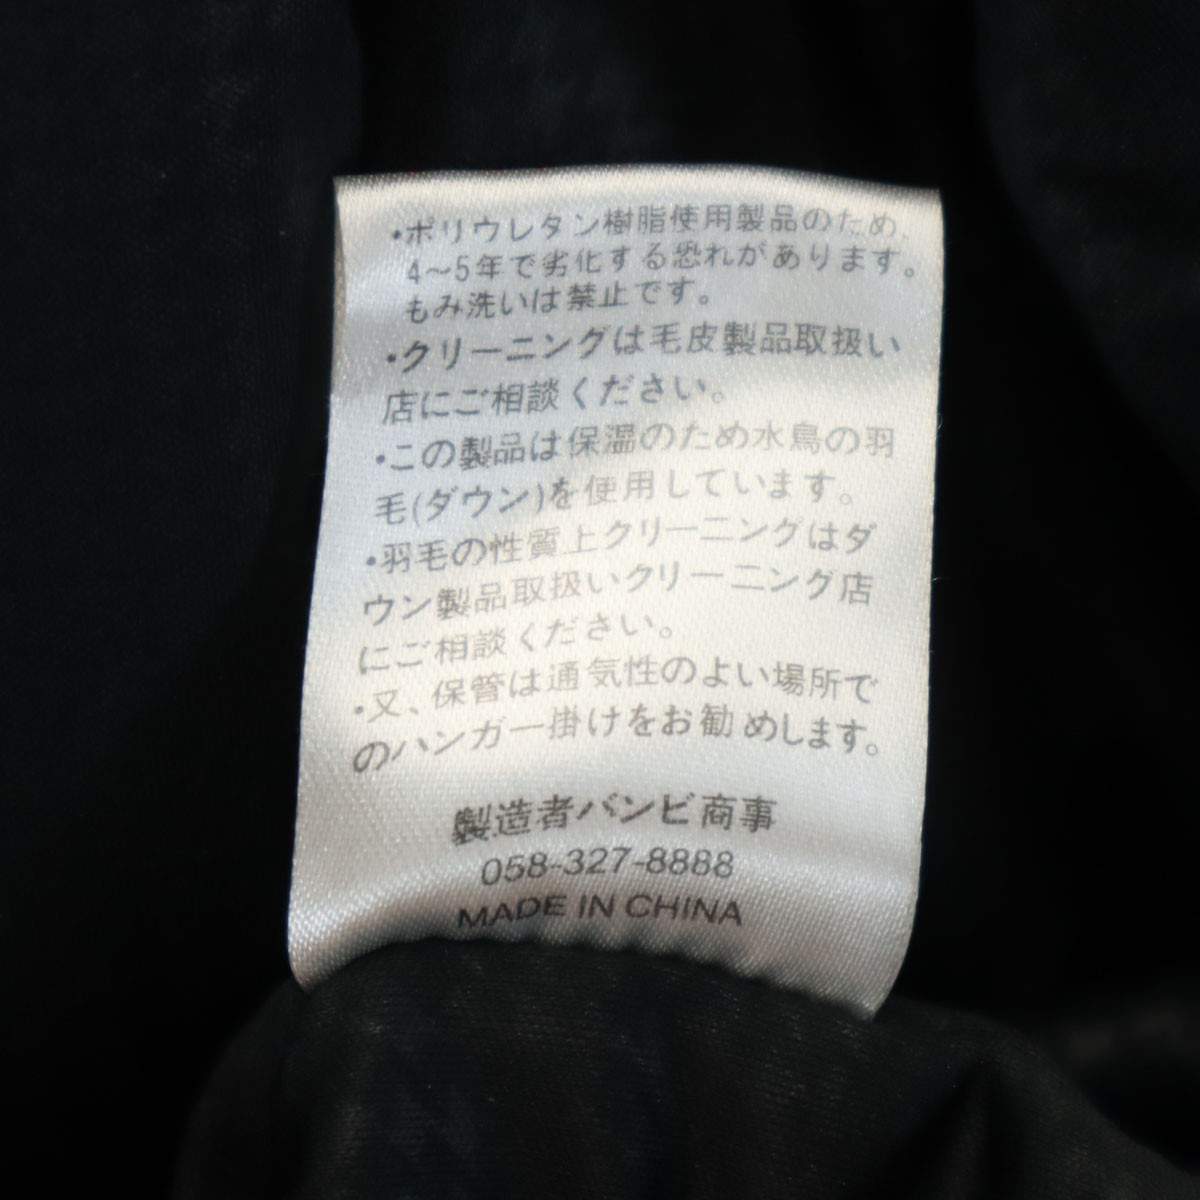 ・ポリウレタン樹脂使用製品のため、
4～5年で劣化する恐れがあります。
もみ洗いは禁止です。
・クリーニングは毛皮製品取扱い
店にご相談ください。
・この製品は保温のため水鳥の羽
毛(ダウン)を使用しています。
・羽毛の性質上クリーニングはダ
ウン製品取扱いクリーニング店
にご相談ください。
・又、保管は通気性のよい場所で
のハンガー掛けをお勧めします。
製造者バンビ商事
058-327-8888
MADE IN CHINA